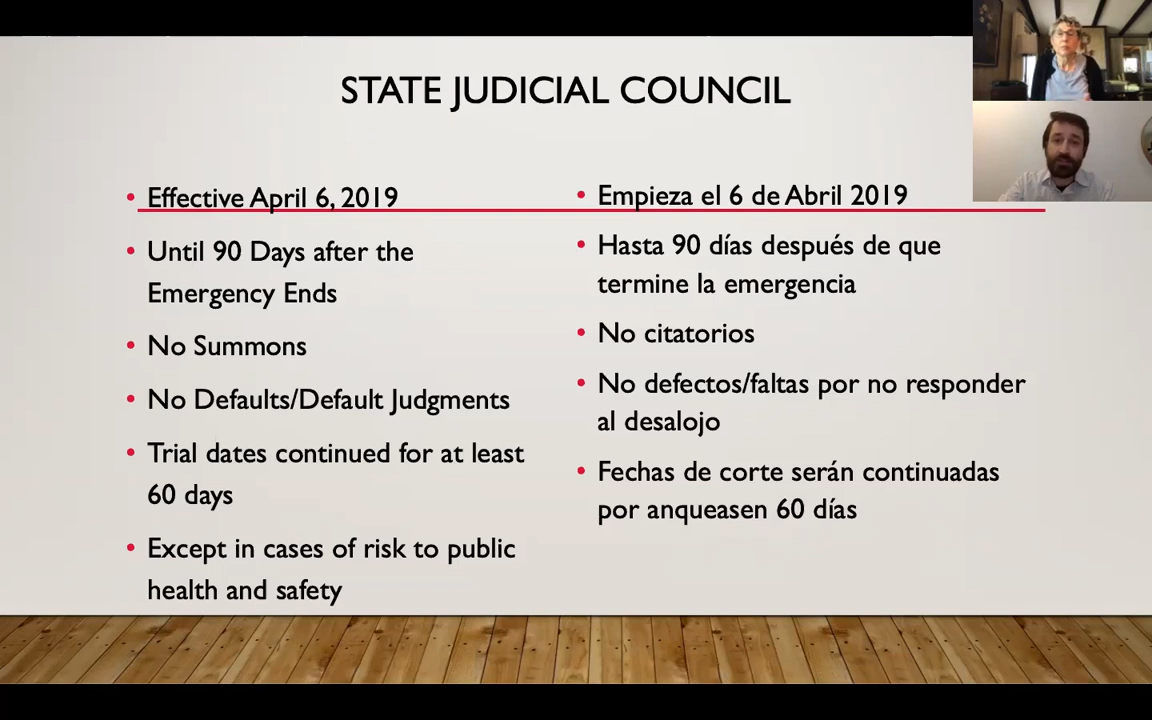 STATE JUDICIAL COUNCIL
• Effective April 6, 2019
• Until 90 Days after the
Emergency Ends
• No Summons
• No Defaults/Default Judgments
• Trial dates continued for at least
60 days
• Except in cases of risk to public
health and safety
• Empieza el 6 de Abril 2019
• Hasta 90 días después de que
termine la emergencia
• No citatorios
• No defectos/faltas por no responder
al desalojo
• Fechas de corte serán continuadas
por anqueasen 60 días